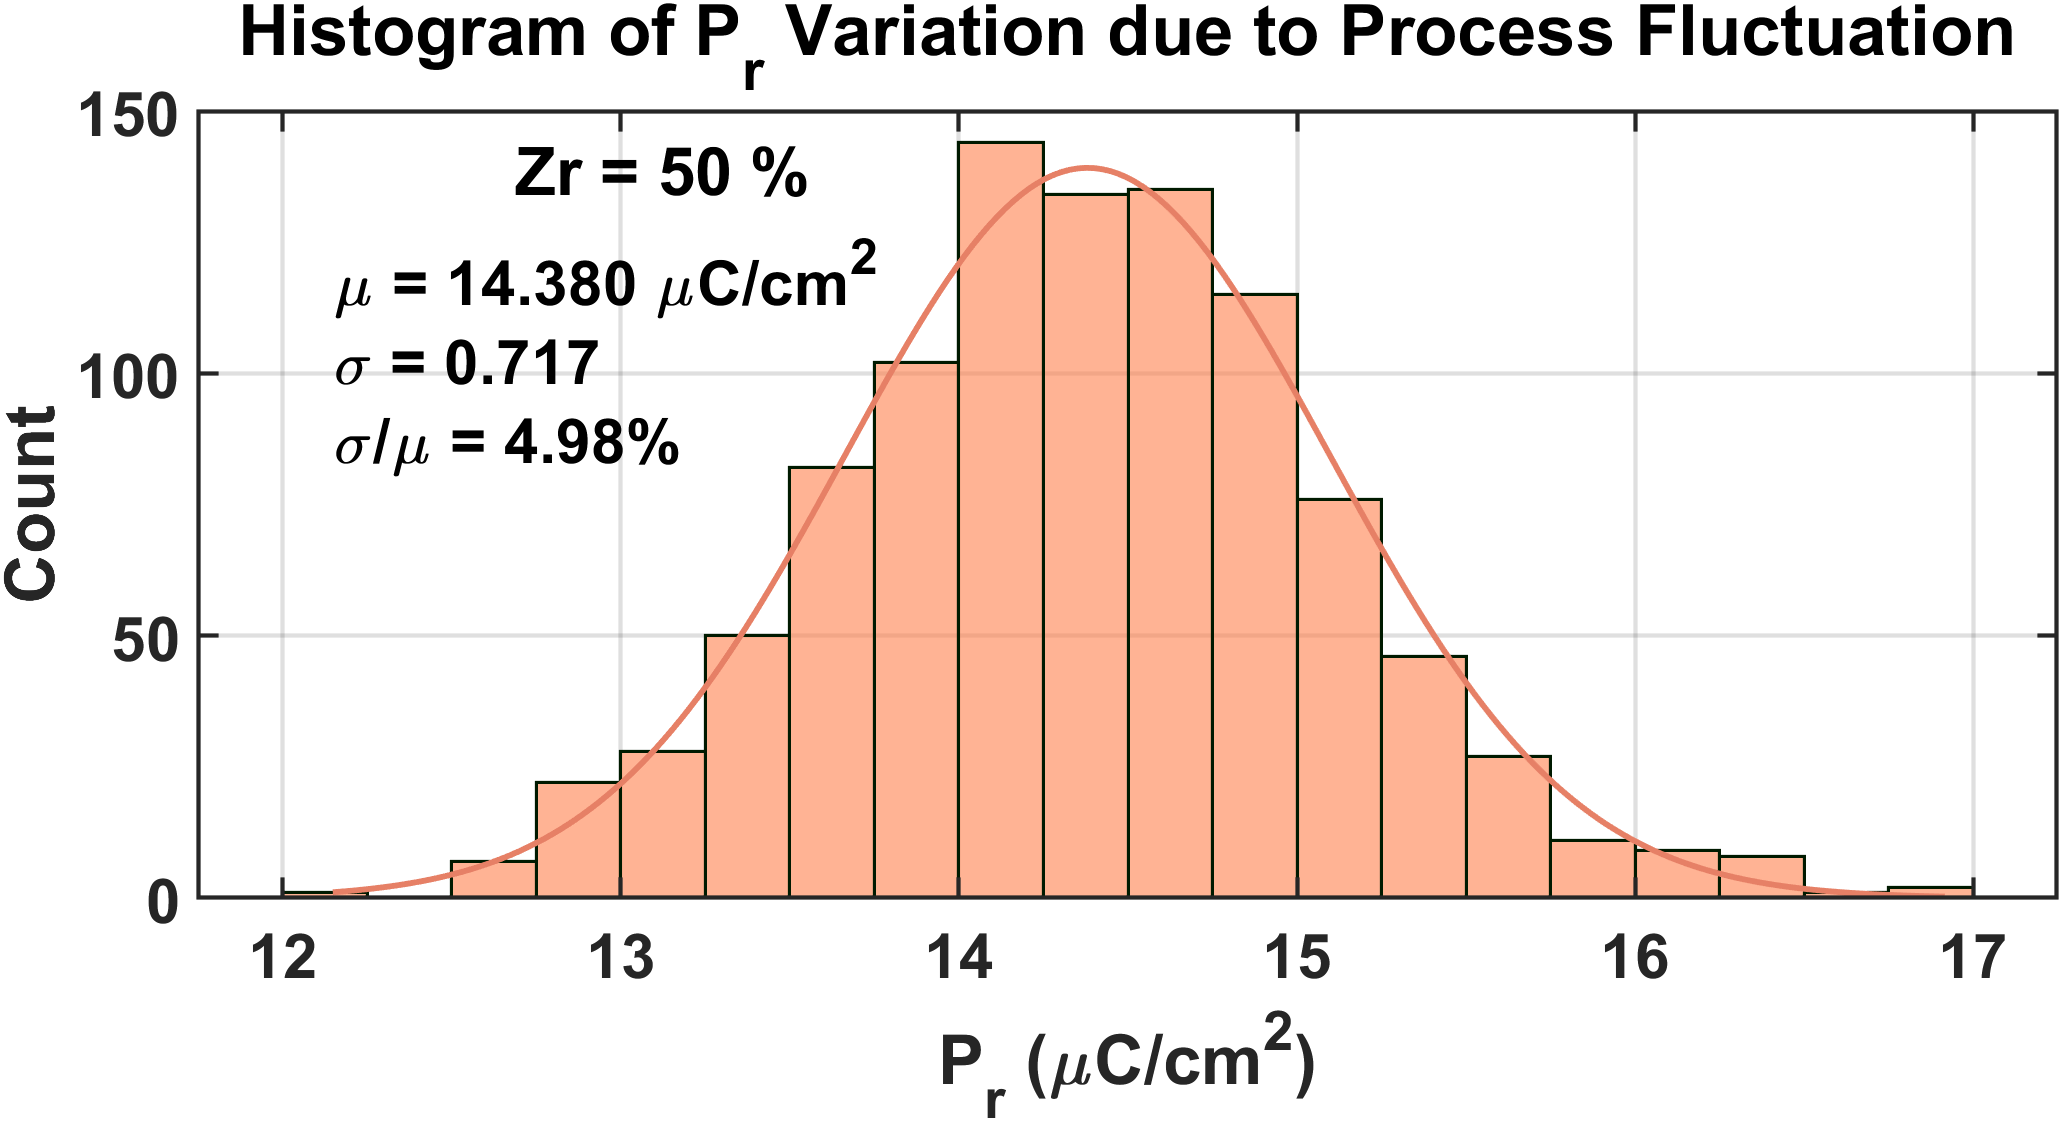 Histogram of Pr Variation due to Process Fluctuation
150
Zr = 50 %
μ = 14.380 μC/cm²
σ = 0.717
100
σ/μ = 4.98%
Count
50
0
12 13 14 15 16 17
Pr (μC/cm²)